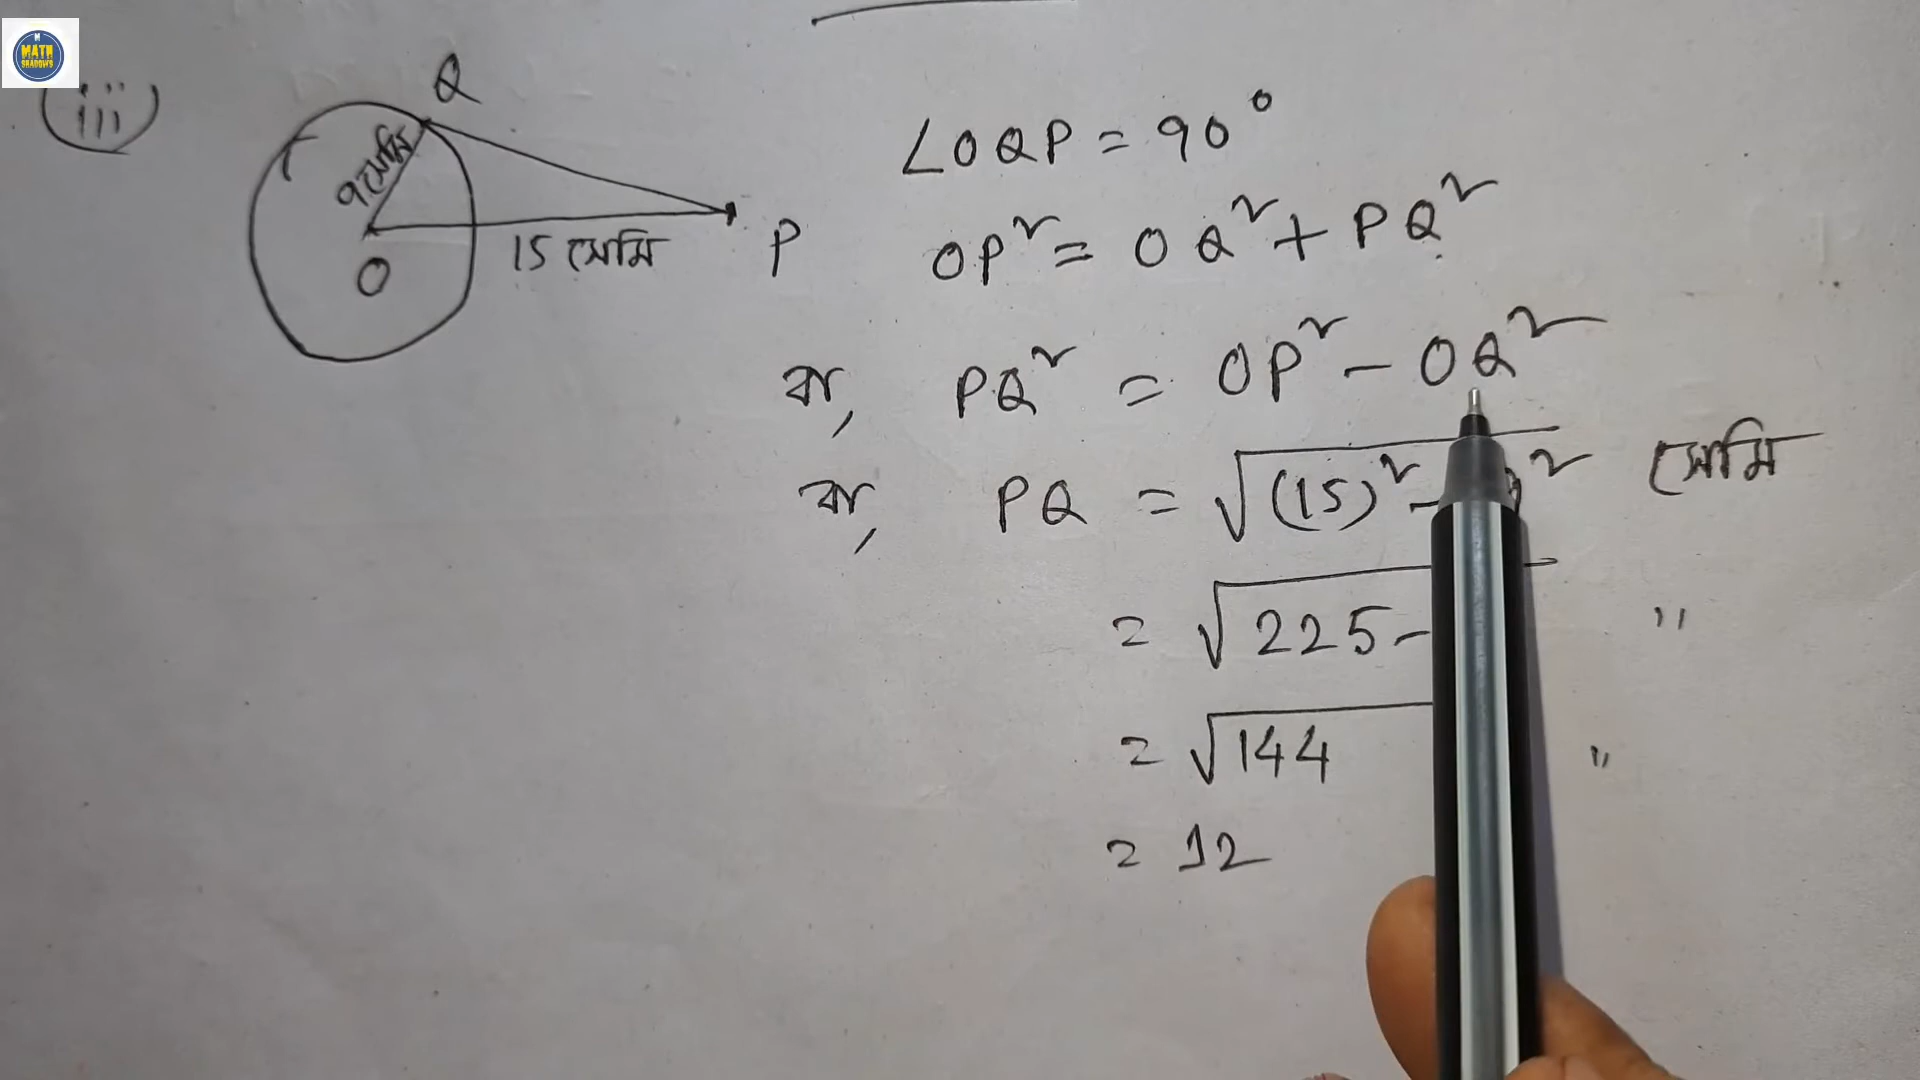 M
MATH
SHADOWS
(iii)
Q
9 সেমি
O
15 সেমি
P
∠OQP = 90°
OP² = OQ² + PQ²
বা, PQ² = OP² - OQ²
বা, PQ = √(15)² - ² সেমি
= √225 - "
= √144 "
= 12